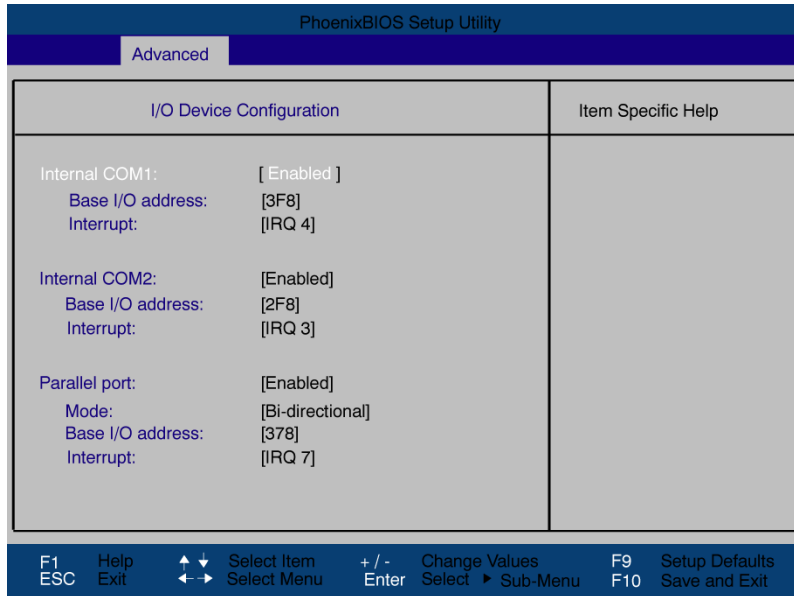 PhoenixBIOS Setup Utility
Advanced
I/O Device Configuration
Item Specific Help
Internal COM1: [ Enabled ]
Base I/O address: [3F8]
Interrupt: [IRQ 4]
Internal COM2: [Enabled]
Base I/O address: [2F8]
Interrupt: [IRQ 3]
Parallel port: [Enabled]
Mode: [Bi-directional]
Base I/O address: [378]
Interrupt: [IRQ 7]
F1 Help Select Item + / - Change Values F9 Setup Defaults
ESC Exit Select Menu Enter Select Sub-Menu F10 Save and Exit